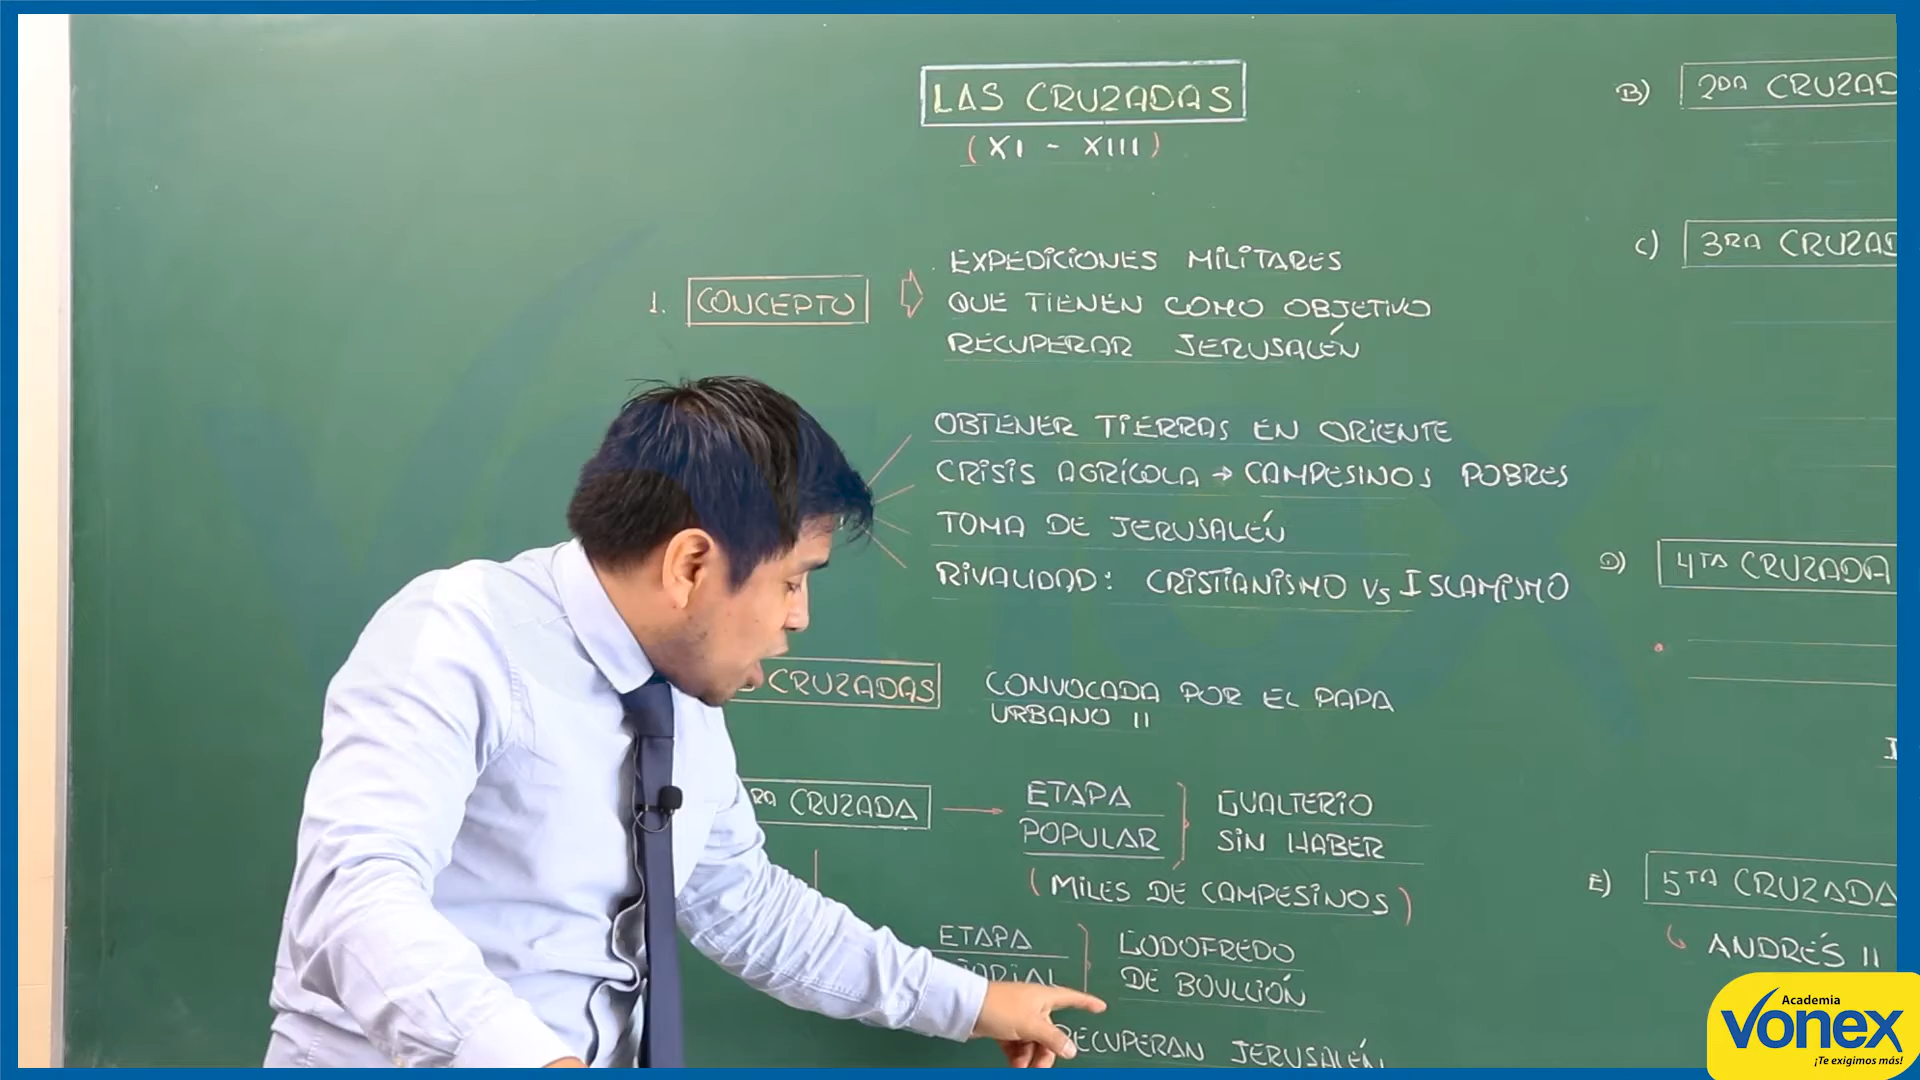 LAS CRUZADAS
(XI - XIII)
1. CONCEPTO
EXPEDICIONES MILITARES
QUE TIENEN COMO OBJETIVO
RECUPERAR JERUSALÉN
OBTENER TIERRAS EN ORIENTE
CRISIS AGRÍCOLA → CAMPESINOS POBRES
TOMA DE JERUSALÉN
RIVALIDAD: CRISTIANISMO VS ISLAMISMO
CRUZADAS
CONVOCADA POR EL PAPA
URBANO II
RA CRUZADA
ETAPA
POPULAR
GUALTERIO
SIN HABER
(MILES DE CAMPESINOS)
ETAPA
GODOFREDO
DE BOULLIÓN
RECUPERAN JERUSALÉN
B) 2DA CRUZAD
C) 3RA CRUZAD
D) 4TA CRUZADA
E) 5TA CRUZADA
ANDRÉS II
Academia
Vonex
¡Te exigimos más!